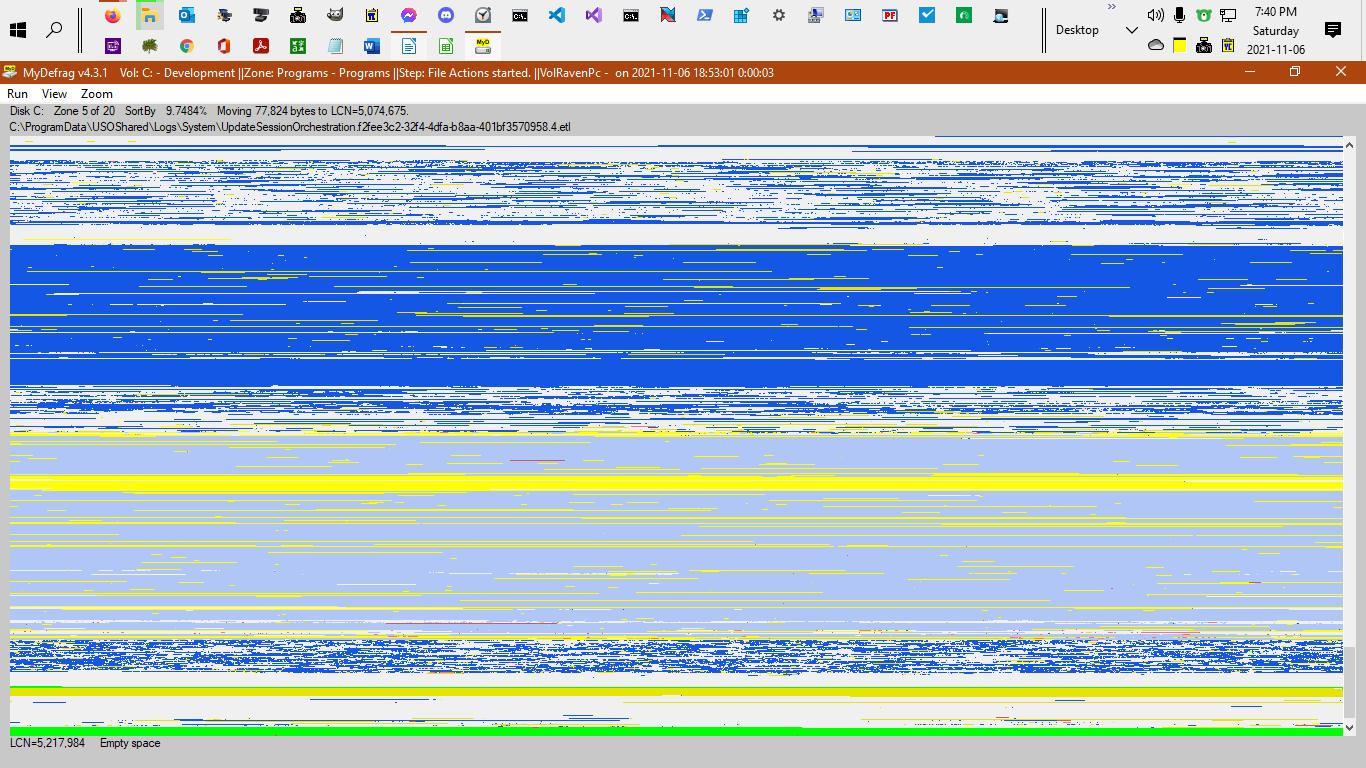 7:40 PM
Desktop
Saturday
2021-11-06
MyDefrag v4.3.1 Vol: C: - Development ||Zone: Programs - Programs ||Step: File Actions started. ||VolRavenPc - on 2021-11-06 18:53:01 0:00:03
Run View Zoom
Disk C: Zone 5 of 20 SortBy 9.7484% Moving 77,824 bytes to LCN=5,074,675.
C:\ProgramData\USOShared\Logs\System\UpdateSessionOrchestration.f2fee3c2-32f4-4dfa-b8aa-401bf3570958.4.etl
LCN=5,217,984 Empty space